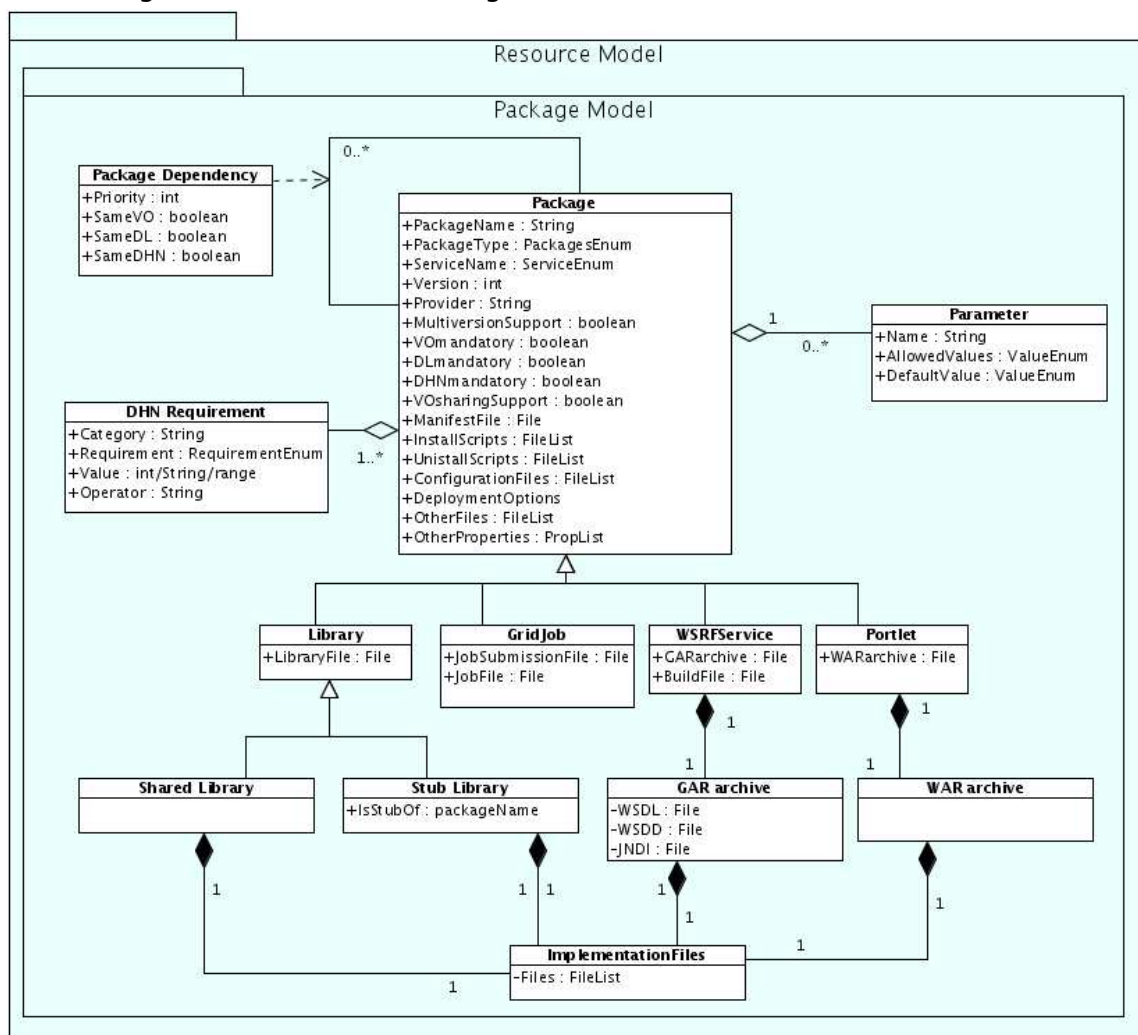 Resource Model
Package Model
0..*
Package Dependency
+Priority : int
+SameVO : boolean
+SameDL : boolean
+SameDHN : boolean
Package
+PackageName : String
+PackageType : PackagesEnum
+ServiceName : ServiceEnum
+Version : int
+Provider : String
+MultiversionSupport : boolean
+VOmandatory : boolean
+DLmandatory : boolean
+DHNmandatory : boolean
+VOsharingSupport : boolean
+ManifestFile : File
+InstallScripts : FileList
+UnistallScripts : FileList
+ConfigurationFiles : FileList
+DeploymentOptions
+OtherFiles : FileList
+OtherProperties : PropList
1
0..*
Parameter
+Name : String
+AllowedValues : ValueEnum
+DefaultValue : ValueEnum
DHN Requirement
+Category : String
+Requirement : RequirementEnum
+Value : int/String/range
+Operator : String
1..*
Library
+LibraryFile : File
GridJob
+JobSubmissionFile : File
+JobFile : File
WSRFService
+GARarchive : File
+BuildFile : File
Portlet
+WARarchive : File
1
1
1
1
Shared Library
Stub Library
+IsStubOf : packageName
GAR archive
-WSDL : File
-WSDD : File
-JNDI : File
WAR archive
1
1
1
1
1
1
1
1
ImplementationFiles
-Files : FileList